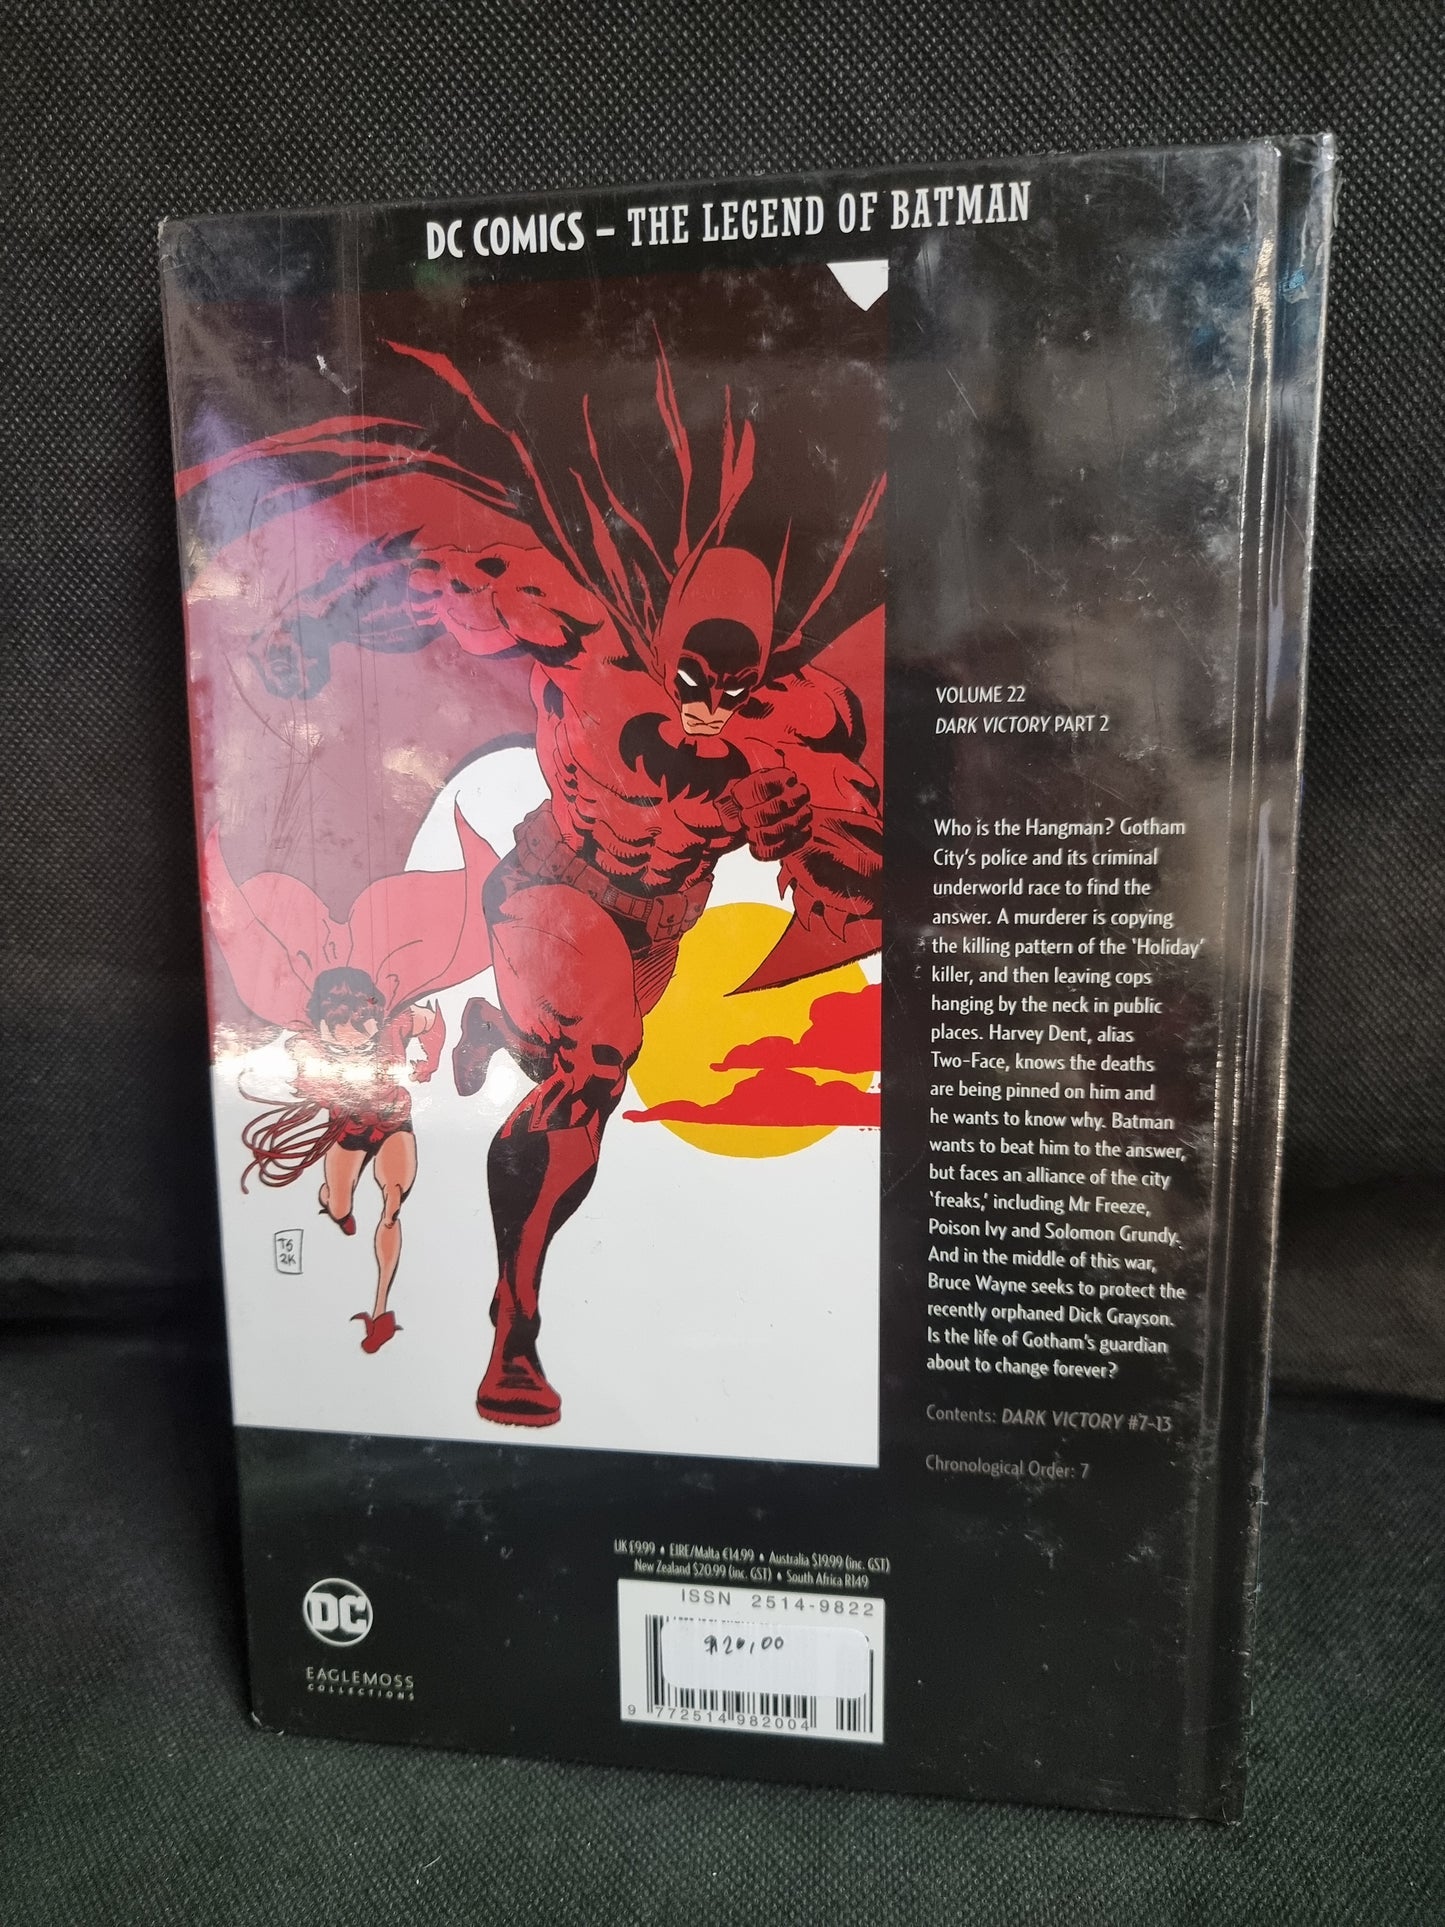 DC COMICS – THE LEGEND OF BATMAN
VOLUME 22
DARK VICTORY PART 2
Who is the Hangman? Gotham
City's police and its criminal
underworld race to find the
answer. A murderer is copying
the killing pattern of the 'Holiday'
killer, and then leaving cops
hanging by the neck in public
places. Harvey Dent, alias
Two-Face, knows the deaths
are being pinned on him and
he wants to know why. Batman
wants to beat him to the answer,
but faces an alliance of the city
'freaks,' including Mr Freeze,
Poison Ivy and Solomon Grundy.
And in the middle of this war,
Bruce Wayne seeks to protect the
recently orphaned Dick Grayson.
Is the life of Gotham's guardian
about to change forever?
Contents: DARK VICTORY #7-13
Chronological Order: 7
TS
2K
UK £9.99 ♦ EIRE/Malta €14.99 ♦ Australia $19.99 (inc. GST)
New Zealand $20.99 (inc. GST) ♦ South Africa R149
ISSN 2514-9822
$20,00
9 772514 982004
DC
EAGLEMOSS
COLLECTIONS